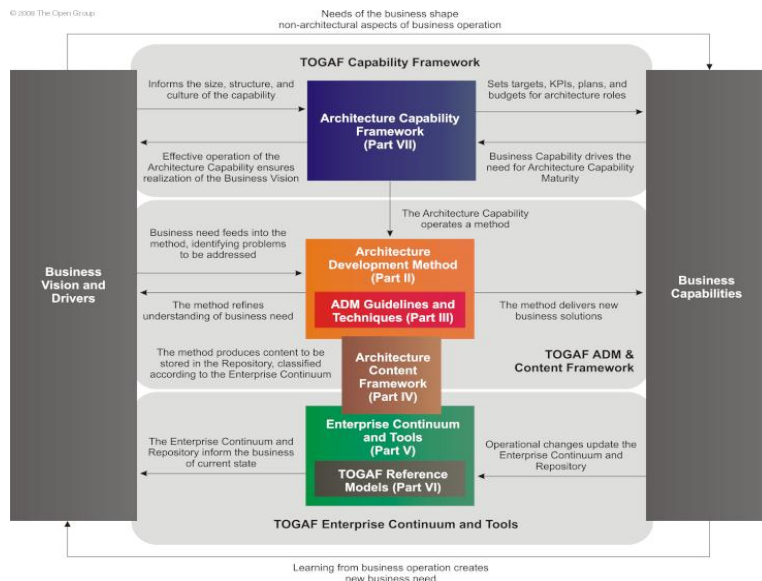 © 2009 The Open Group
Needs of the business shape
non-architectural aspects of business operation
TOGAF Capability Framework
Informs the size, structure, and
culture of the capability
Architecture Capability
Framework
(Part VII)
Sets targets, KPIs, plans, and
budgets for architecture roles
Effective operation of the
Architecture Capability ensures
realization of the Business Vision
Business Capability drives the
need for Architecture Capability
Maturity
The Architecture Capability
operates a method
Business need feeds into the
method, identifying problems
to be addressed
Architecture
Development Method
(Part II)
Business
Vision and
Drivers
Business
Capabilities
The method refines
understanding of business need
ADM Guidelines and
Techniques (Part III)
The method delivers new
business solutions
The method produces content to be
stored in the Repository, classified
according to the Enterprise Continuum
Architecture
Content
Framework
(Part IV)
TOGAF ADM &
Content Framework
Enterprise Continuum
and Tools
(Part V)
The Enterprise Continuum and
Repository inform the business
of current state
Operational changes update the
Enterprise Continuum and
Repository
TOGAF Reference
Models (Part VI)
TOGAF Enterprise Continuum and Tools
Learning from business operation creates
new business need